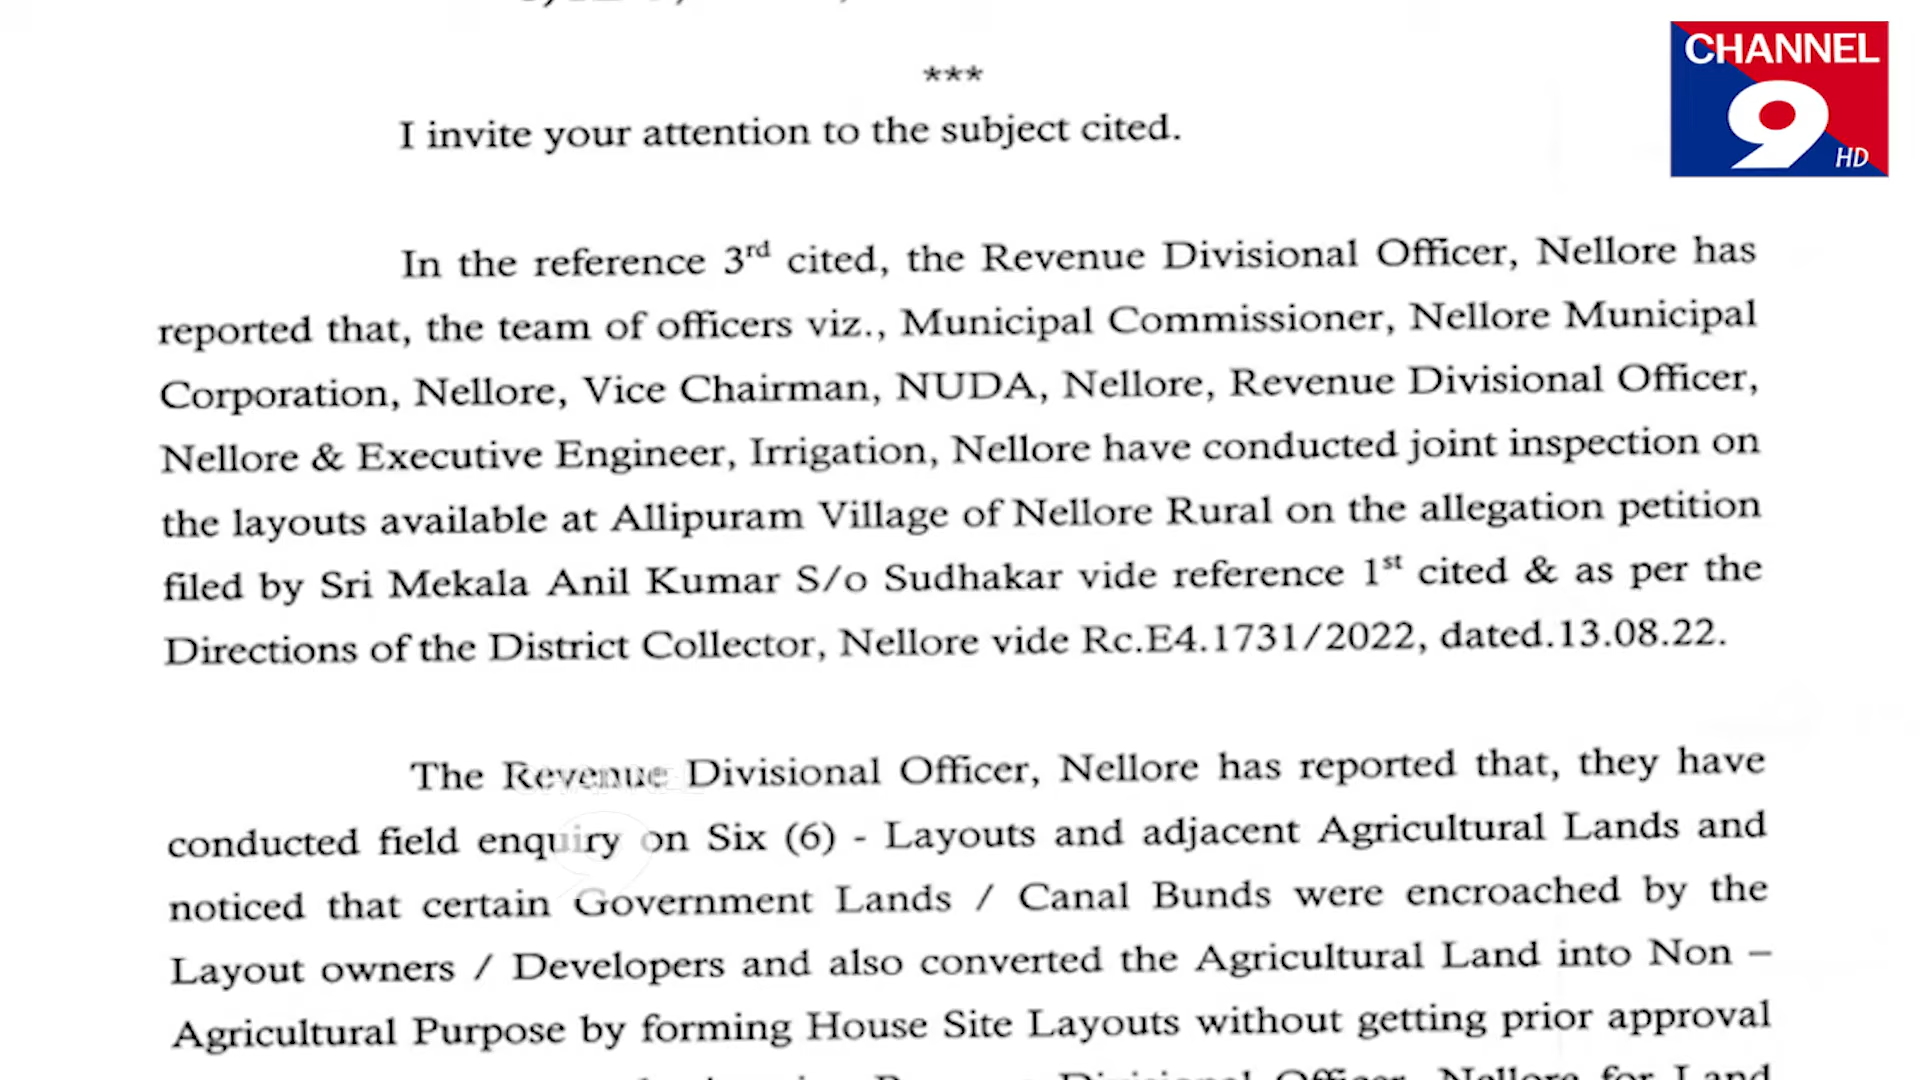 ***
CHANNEL
9
HD
I invite your attention to the subject cited.
In the reference 3rd cited, the Revenue Divisional Officer, Nellore has
reported that, the team of officers viz., Municipal Commissioner, Nellore Municipal
Corporation, Nellore, Vice Chairman, NUDA, Nellore, Revenue Divisional Officer,
Nellore & Executive Engineer, Irrigation, Nellore have conducted joint inspection on
the layouts available at Allipuram Village of Nellore Rural on the allegation petition
filed by Sri Mekala Anil Kumar S/o Sudhakar vide reference 1st cited & as per the
Directions of the District Collector, Nellore vide Rc.E4.1731/2022, dated.13.08.22.
The Revenue Divisional Officer, Nellore has reported that, they have
conducted field enquiry on Six (6) - Layouts and adjacent Agricultural Lands and
noticed that certain Government Lands / Canal Bunds were encroached by the
Layout owners / Developers and also converted the Agricultural Land into Non –
Agricultural Purpose by forming House Site Layouts without getting prior approval
Divisional Officer, Nellore for Land